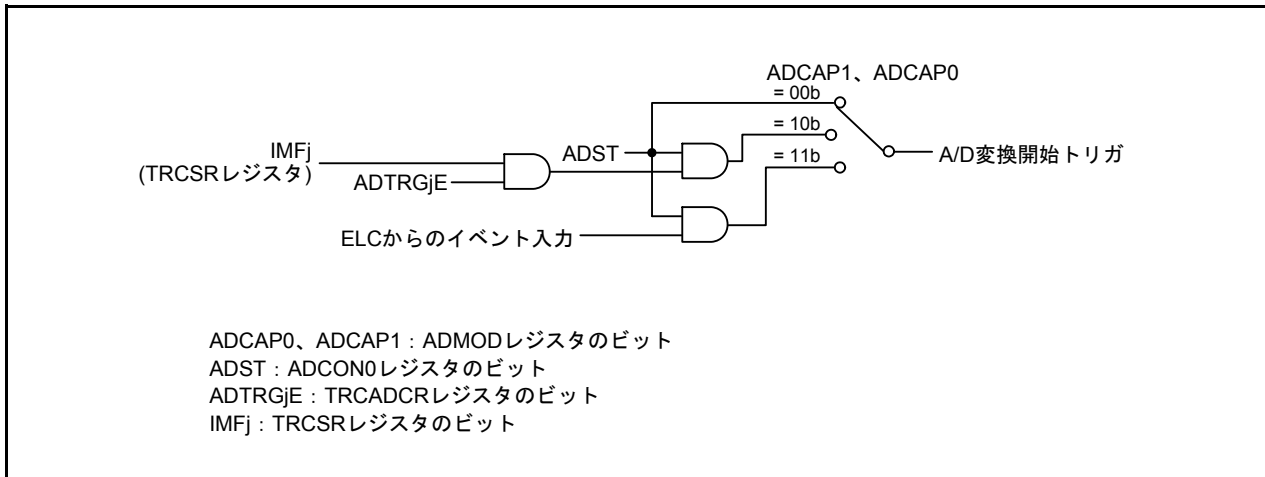 ADCAP1、ADCAP0
= 00b
= 10b
= 11b
IMFj
(TRCSRレジスタ)
ADTRGjE
ADST
A/D変換開始トリガ
ELCからのイベント入力
ADCAP0、ADCAP1：ADMODレジスタのビット
ADST：ADCON0レジスタのビット
ADTRGjE：TRCADCRレジスタのビット
IMFj：TRCSRレジスタのビット